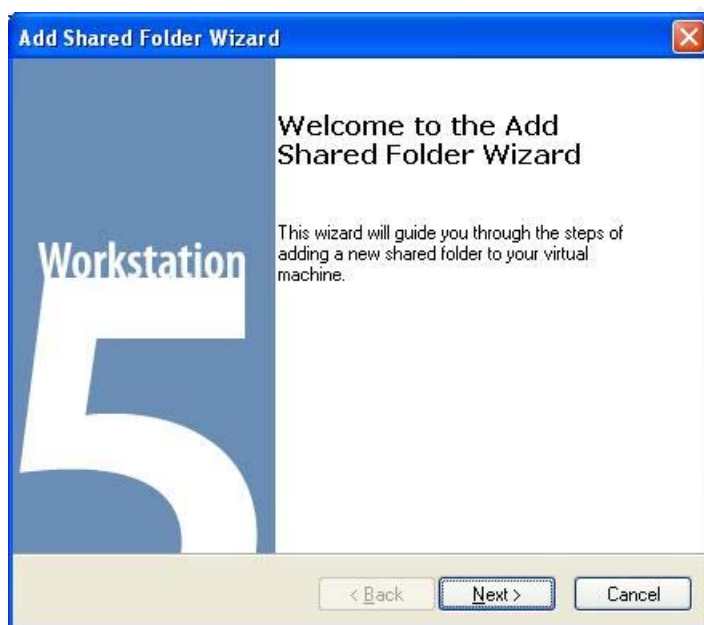 Add Shared Folder Wizard
Welcome to the Add
Shared Folder Wizard
This wizard will guide you through the steps of
adding a new shared folder to your virtual
machine.
Workstation
5
< Back
Next >
Cancel